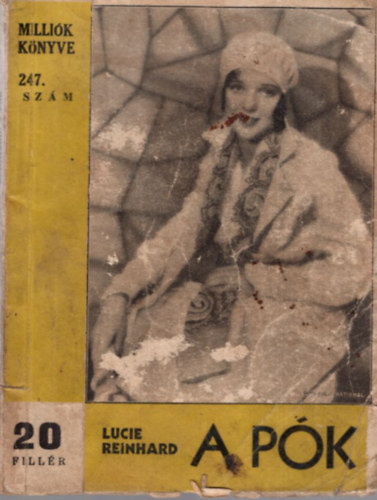 MILLIÓK
KÖNYVE
247.
SZÁM
20
FILLÉR
LUCIE
REINHARD
A PÓK